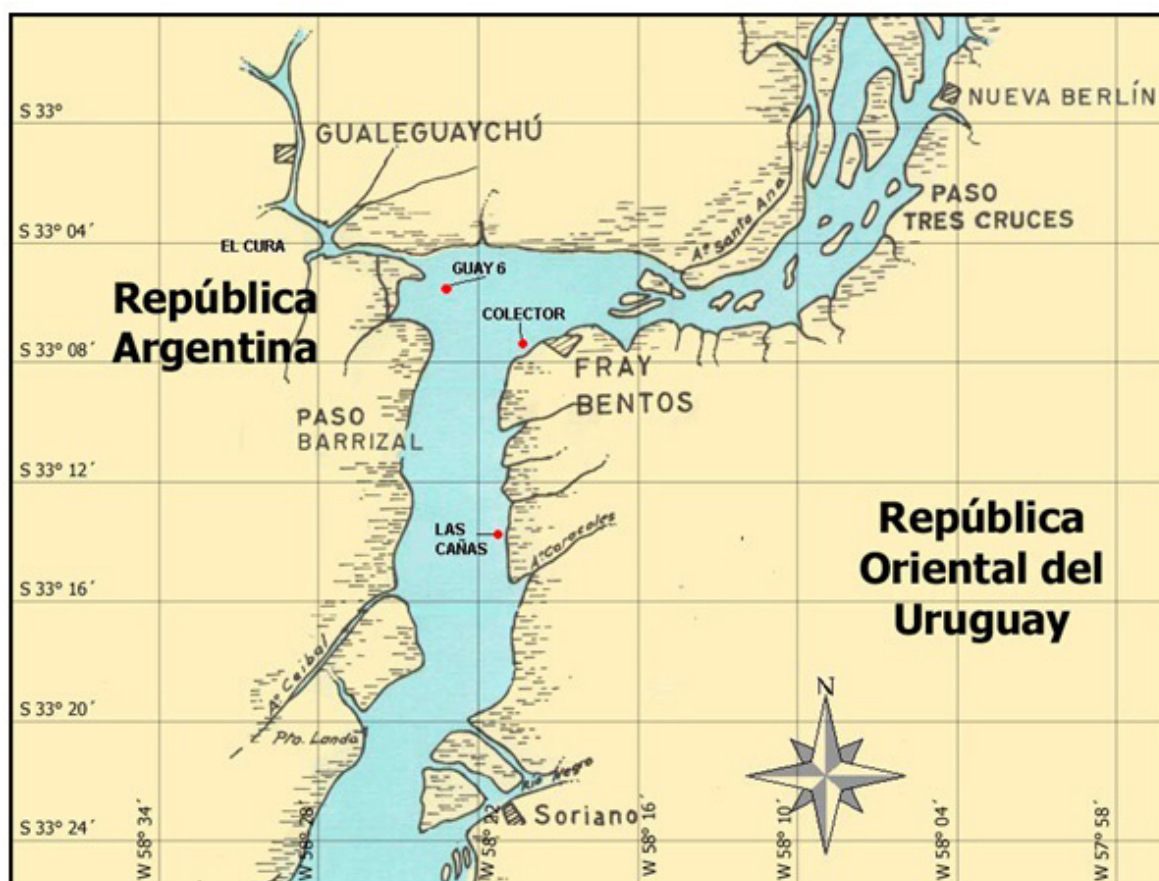 S 33°
GUALEGUAYCHÚ
NUEVA BERLÍN
PASO
TRES CRUCES
Aº Santa Ana
S 33° 04´
EL CURA
GUAY 6
República
Argentina
COLECTOR
S 33° 08´
FRAY
BENTOS
PASO
BARRIZAL
S 33° 12´
LAS
CAÑAS
Aº Caracoles
República
Oriental del
Uruguay
S 33° 16´
Aº Ceibal
N
S 33° 20´
Pto. Landa
Río Negro
Soriano
S 33° 24´
W 58° 34´
W 58° 28´
W 58° 22´
W 58° 16´
W 58° 10´
W 58° 04´
W 57° 58´